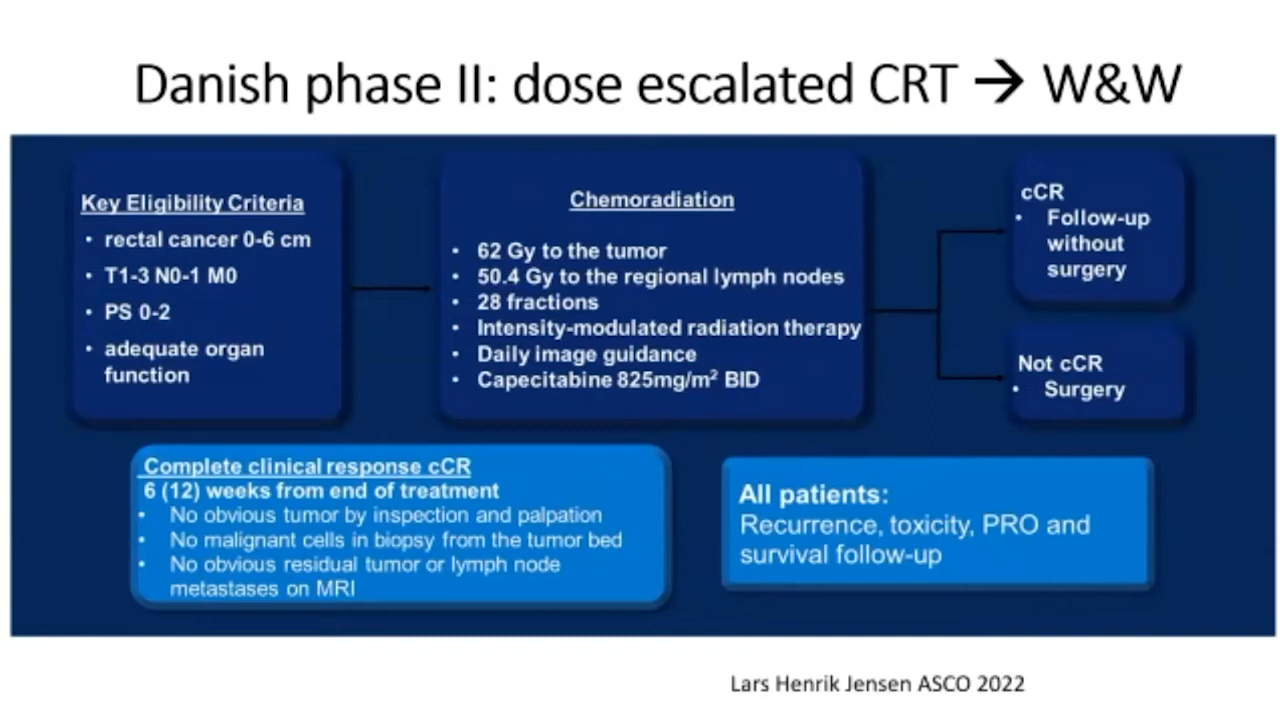 Danish phase II: dose escalated CRT → W&W
Key Eligibility Criteria
• rectal cancer 0-6 cm
• T1-3 N0-1 M0
• PS 0-2
• adequate organ
function
Chemoradiation
• 62 Gy to the tumor
• 50.4 Gy to the regional lymph nodes
• 28 fractions
• Intensity-modulated radiation therapy
• Daily image guidance
• Capecitabine 825mg/m² BID
cCR
• Follow-up
without
surgery
Not cCR
• Surgery
Complete clinical response cCR
6 (12) weeks from end of treatment
• No obvious tumor by inspection and palpation
• No malignant cells in biopsy from the tumor bed
• No obvious residual tumor or lymph node
metastases on MRI
All patients:
Recurrence, toxicity, PRO and
survival follow-up
Lars Henrik Jensen ASCO 2022